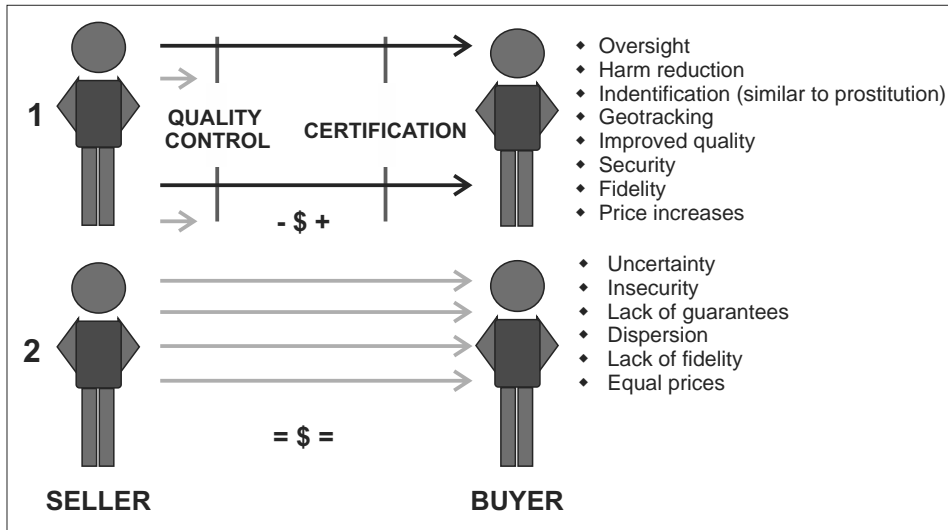 1
QUALITY
CONTROL
CERTIFICATION
- $ +
◆ Oversight
◆ Harm reduction
◆ Indentification (similar to prostitution)
◆ Geotracking
◆ Improved quality
◆ Security
◆ Fidelity
◆ Price increases
2
= $ =
◆ Uncertainty
◆ Insecurity
◆ Lack of guarantees
◆ Dispersion
◆ Lack of fidelity
◆ Equal prices
SELLER
BUYER